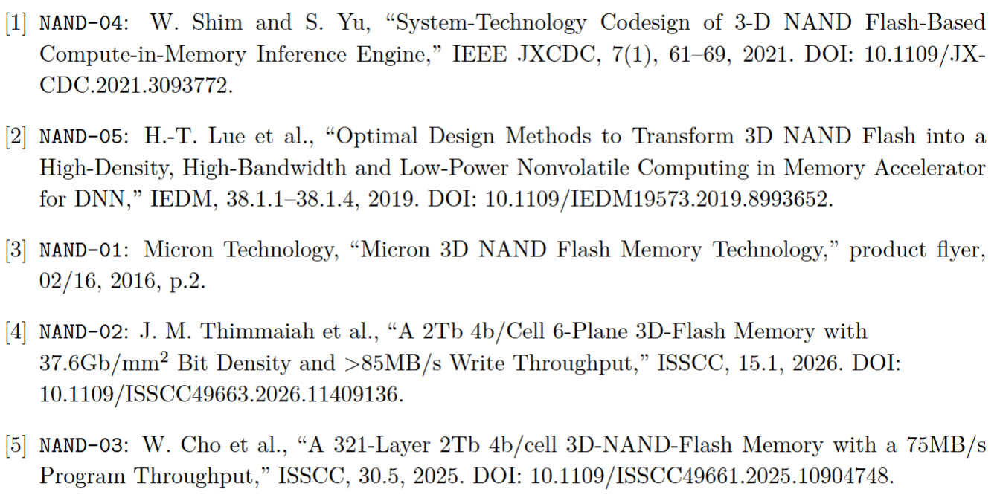 [1] NAND-04: W. Shim and S. Yu, “System-Technology Codesign of 3-D NAND Flash-Based
Compute-in-Memory Inference Engine,” IEEE JXCDC, 7(1), 61–69, 2021. DOI: 10.1109/JX-
CDC.2021.3093772.
[2] NAND-05: H.-T. Lue et al., “Optimal Design Methods to Transform 3D NAND Flash into a
High-Density, High-Bandwidth and Low-Power Nonvolatile Computing in Memory Accelerator
for DNN,” IEDM, 38.1.1–38.1.4, 2019. DOI: 10.1109/IEDM19573.2019.8993652.
[3] NAND-01: Micron Technology, “Micron 3D NAND Flash Memory Technology,” product flyer,
02/16, 2016, p.2.
[4] NAND-02: J. M. Thimmaiah et al., “A 2Tb 4b/Cell 6-Plane 3D-Flash Memory with
37.6Gb/mm² Bit Density and >85MB/s Write Throughput,” ISSCC, 15.1, 2026. DOI:
10.1109/ISSCC49663.2026.11409136.
[5] NAND-03: W. Cho et al., “A 321-Layer 2Tb 4b/cell 3D-NAND-Flash Memory with a 75MB/s
Program Throughput,” ISSCC, 30.5, 2025. DOI: 10.1109/ISSCC49661.2025.10904748.